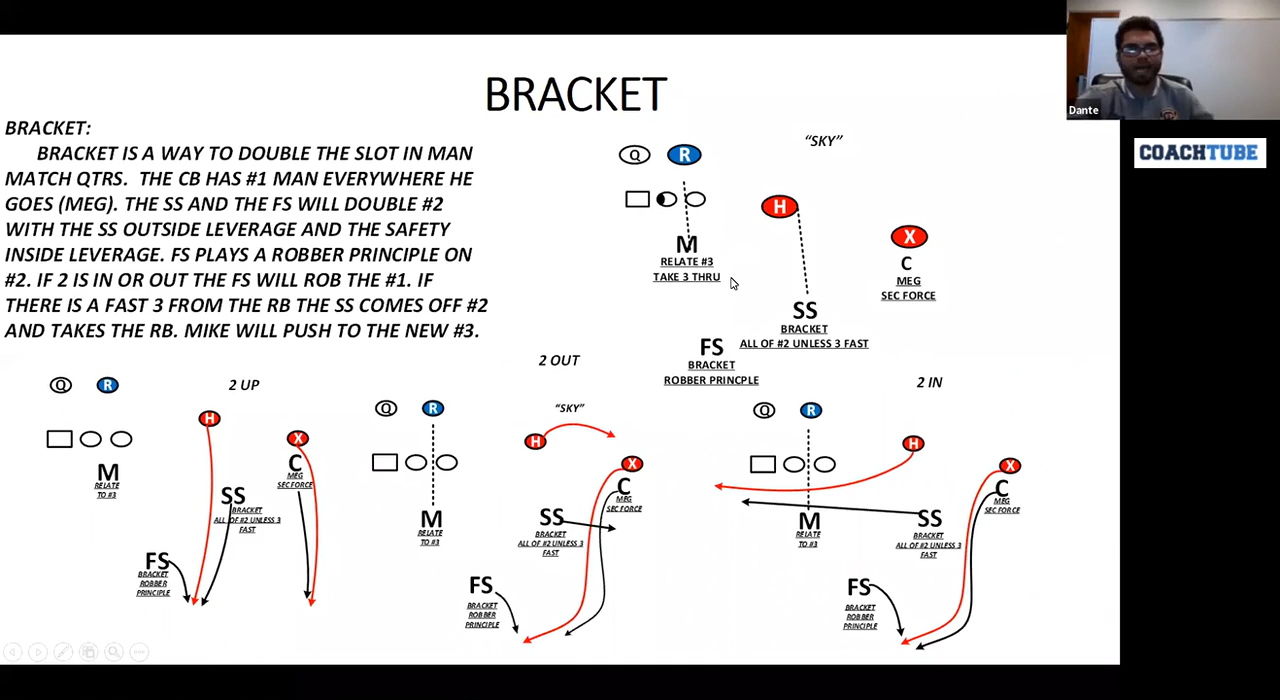 Dante
COACHTUBE
BRACKET
BRACKET:
BRACKET IS A WAY TO DOUBLE THE SLOT IN MAN
MATCH QTRS. THE CB HAS #1 MAN EVERYWHERE HE
GOES (MEG). THE SS AND THE FS WILL DOUBLE #2
WITH THE SS OUTSIDE LEVERAGE AND THE SAFETY
INSIDE LEVERAGE. FS PLAYS A ROBBER PRINCIPLE ON
#2. IF 2 IS IN OR OUT THE FS WILL ROB THE #1. IF
THERE IS A FAST 3 FROM THE RB THE SS COMES OFF #2
AND TAKES THE RB. MIKE WILL PUSH TO THE NEW #3.
"SKY"
Q R
H
M
RELATE #3
TAKE 3 THRU
X
C
MEG
SEC FORCE
SS
BRACKET
ALL OF #2 UNLESS 3 FAST
FS
BRACKET
ROBBER PRINCPLE
2 UP
Q R
H
X
M
RELATE
TO #3
C
MEG
SEC FORCE
SS
BRACKET
ALL OF #2 UNLESS 3
FAST
FS
BRACKET
ROBBER
PRINCIPLE
2 OUT
"SKY"
Q R
H
X
C
MEG
SEC FORCE
M
RELATE
TO #3
SS
BRACKET
ALL OF #2 UNLESS 3
FAST
FS
BRACKET
ROBBER
PRINCIPLE
2 IN
Q R
H
X
C
MEG
SEC FORCE
M
RELATE
TO #3
SS
BRACKET
ALL OF #2 UNLESS 3
FAST
FS
BRACKET
ROBBER
PRINCIPLE